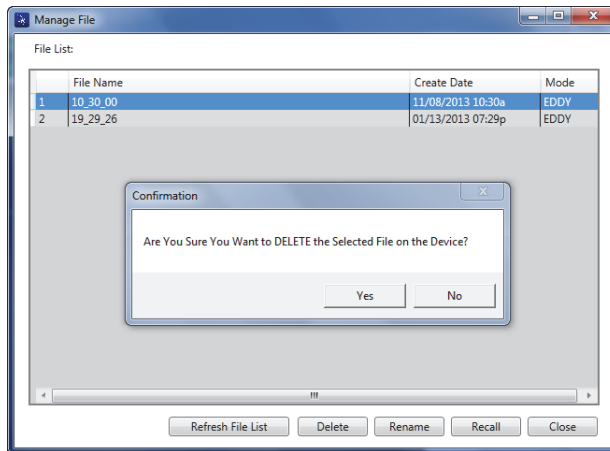 Manage File
File List:
File Name Create Date Mode
1 10_30_00 11/08/2013 10:30a EDDY
2 19_29_26 01/13/2013 07:29p EDDY
Confirmation
Are You Sure You Want to DELETE the Selected File on the Device?
Yes No
Refresh File List Delete Rename Recall Close